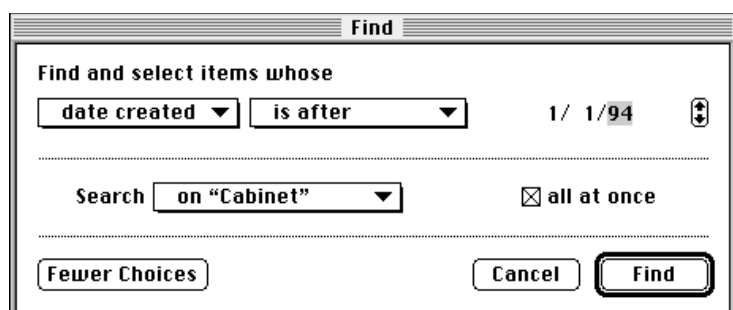 Find
Find and select items whose
date created is after 1/ 1/94
Search on “Cabinet” all at once
Fewer Choices Cancel Find